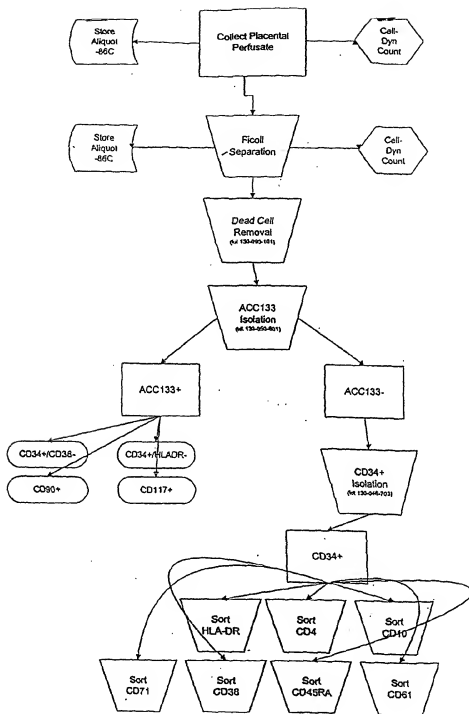 Store
Aliquot
-86C
Collect Placental
Perfusate
Cell-
Dyn
Count
Store
Aliquot
-86C
Ficoll
Separation
Cell-
Dyn
Count
Dead Cell
Removal
ACC133
Isolation
ACC133+
ACC133-
CD34+/CD38-
CD34+/HLADR-
CD90+
CD117+
CD34+
Isolation
CD34+
Sort
HLA-DR
Sort
CD4
Sort
CD10
Sort
CD71
Sort
CD38
Sort
CD45RA
Sort
CD61